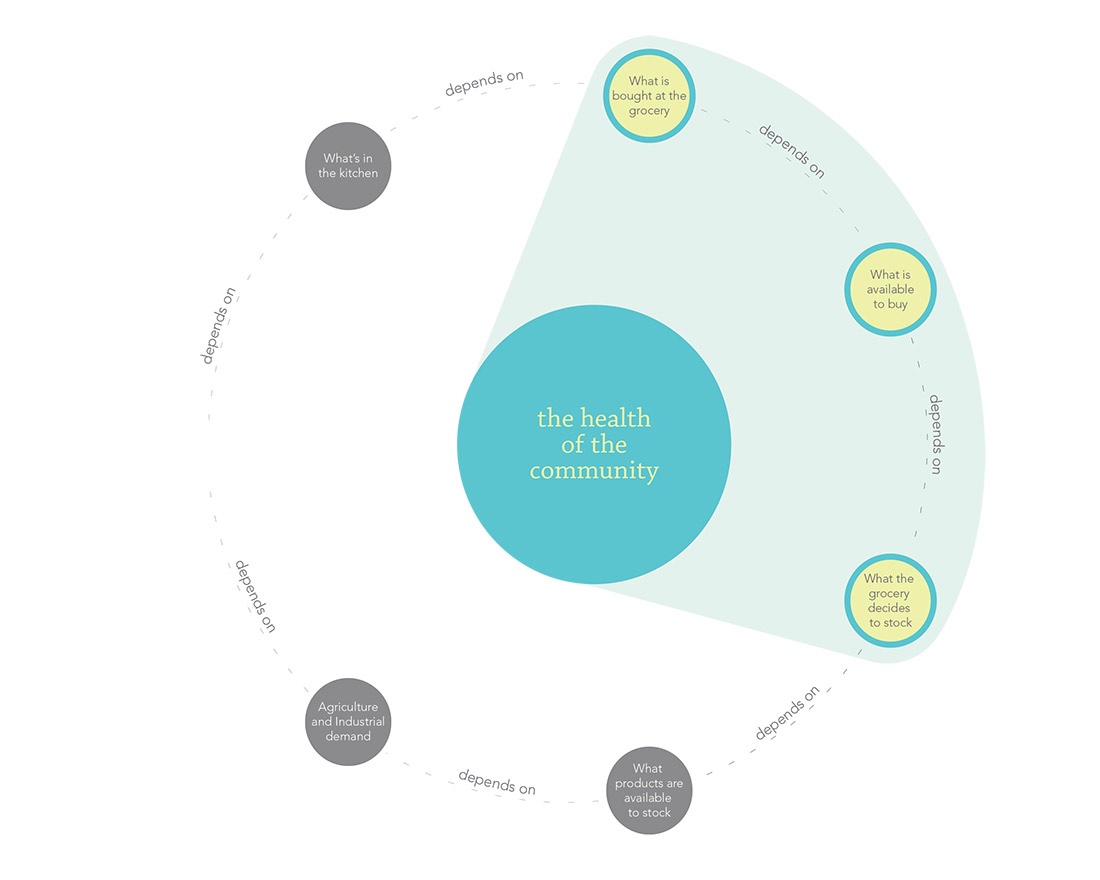 depends on
What is
bought at the
grocery
depends on
What's in
the kitchen
What is
available
to buy
depends on
depends on
the health
of the
community
What the
grocery
decides
to stock
depends on
depends on
Agriculture
and Industrial
demand
depends on
What
products are
available
to stock